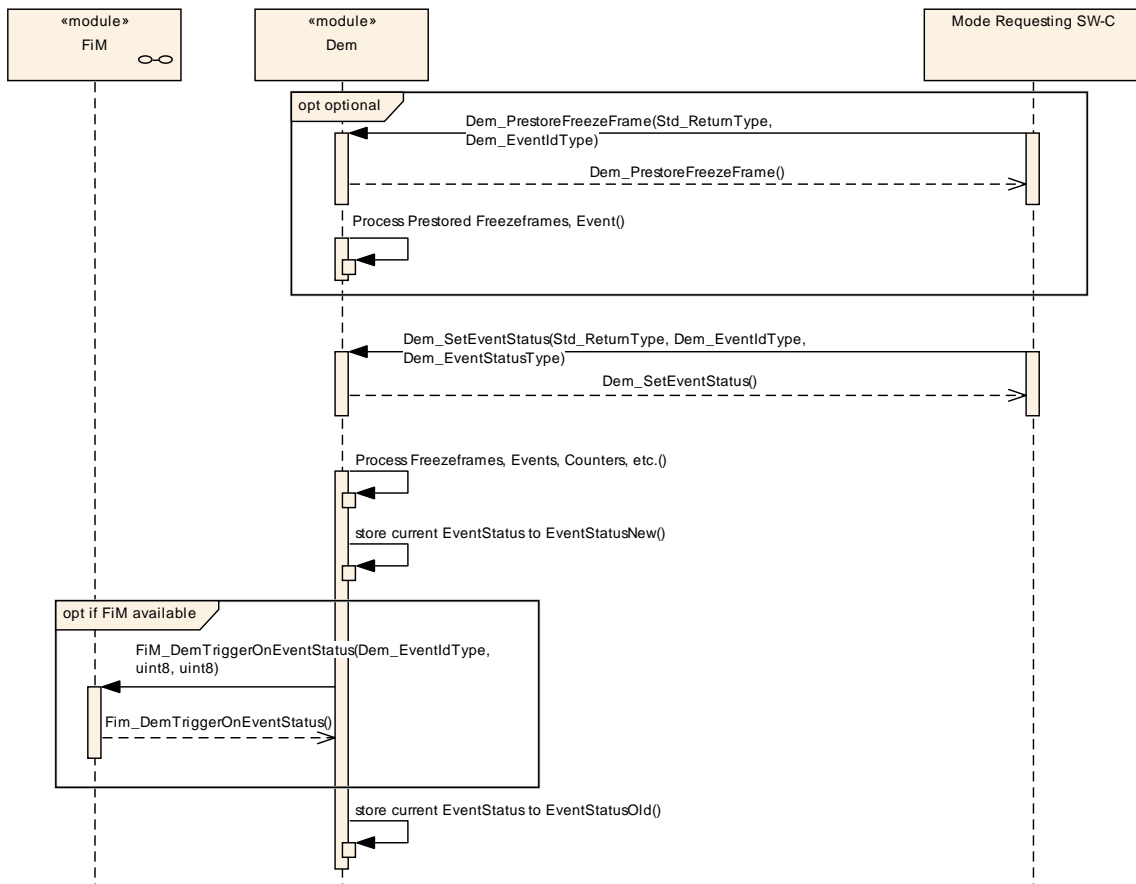 «module»
FiM
«module»
Dem
Mode Requesting SW-C
opt optional
Dem_PrestoreFreezeFrame(Std_ReturnType,
Dem_EventIdType)
Dem_PrestoreFreezeFrame()
Process Prestored Freezeframes, Event()
Dem_SetEventStatus(Std_ReturnType, Dem_EventIdType,
Dem_EventStatusType)
Dem_SetEventStatus()
Process Freezeframes, Events, Counters, etc.()
store current EventStatus to EventStatusNew()
opt if FiM available
FiM_DemTriggerOnEventStatus(Dem_EventIdType,
uint8, uint8)
Fim_DemTriggerOnEventStatus()
store current EventStatus to EventStatusOld()